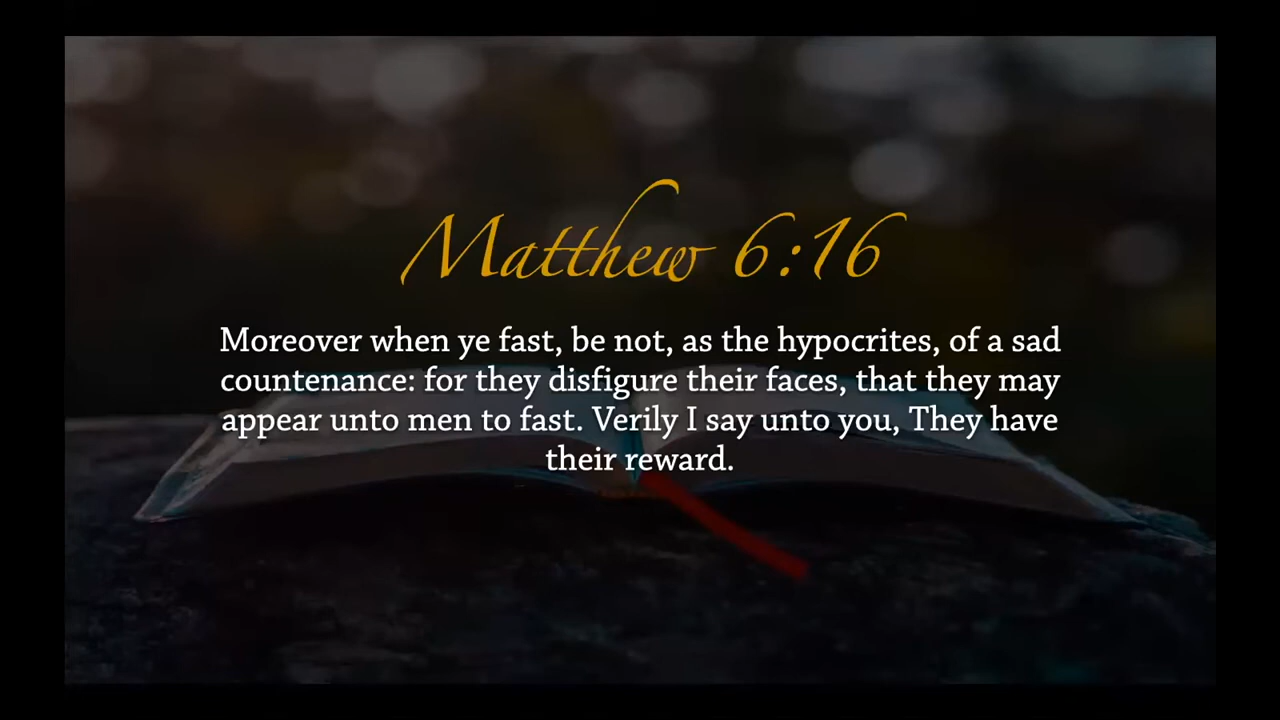 Matthew 6:16
Moreover when ye fast, be not, as the hypocrites, of a sad
countenance: for they disfigure their faces, that they may
appear unto men to fast. Verily I say unto you, They have
their reward.